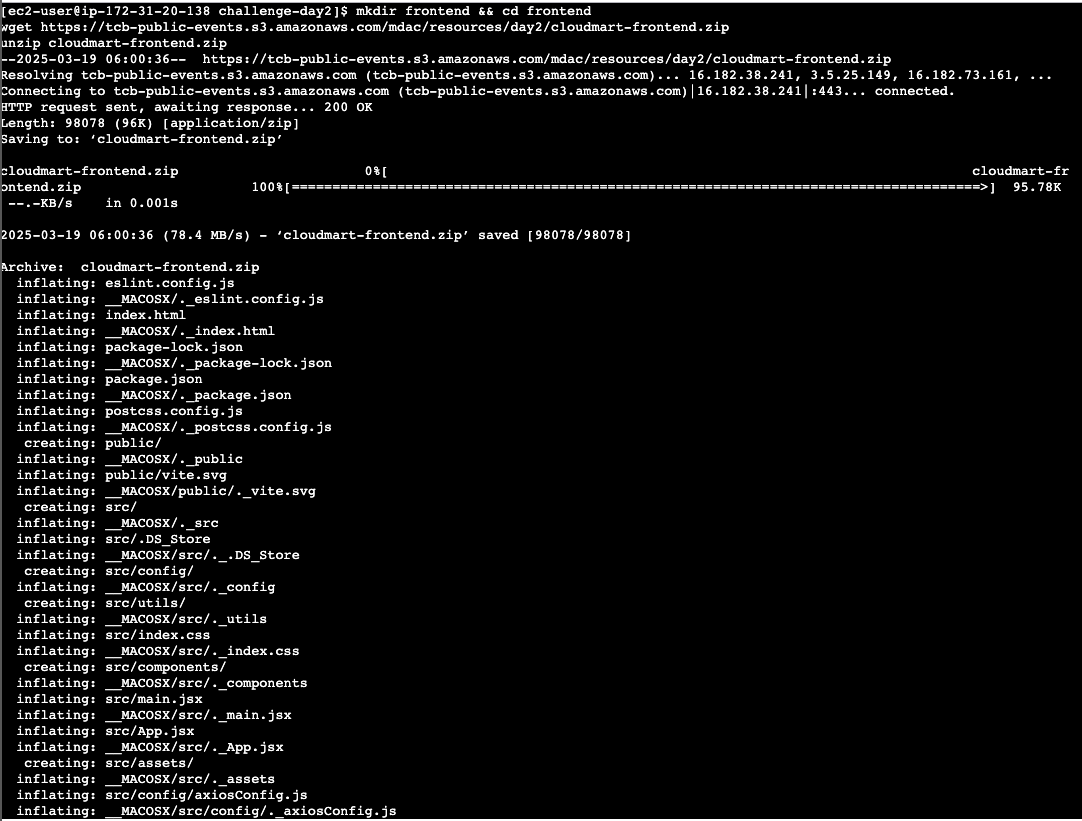 [ec2-user@ip-172-31-20-138 challenge-day2]$ mkdir frontend && cd frontend
wget https://tcb-public-events.s3.amazonaws.com/mdac/resources/day2/cloudmart-frontend.zip
unzip cloudmart-frontend.zip
--2025-03-19 06:00:36--  https://tcb-public-events.s3.amazonaws.com/mdac/resources/day2/cloudmart-frontend.zip
Resolving tcb-public-events.s3.amazonaws.com (tcb-public-events.s3.amazonaws.com)... 16.182.38.241, 3.5.25.149, 16.182.73.161, ...
Connecting to tcb-public-events.s3.amazonaws.com (tcb-public-events.s3.amazonaws.com)|16.182.38.241|:443... connected.
HTTP request sent, awaiting response... 200 OK
Length: 98078 (96K) [application/zip]
Saving to: ‘cloudmart-frontend.zip’
cloudmart-frontend.zip                       0%[                                                                         cloudmart-fr
ontend.zip                     100%[======================================================================================>]  95.78K
 --.-KB/s    in 0.001s
2025-03-19 06:00:36 (78.4 MB/s) - ‘cloudmart-frontend.zip’ saved [98078/98078]
Archive:  cloudmart-frontend.zip
  inflating: eslint.config.js
  inflating: __MACOSX/._eslint.config.js
  inflating: index.html
  inflating: __MACOSX/._index.html
  inflating: package-lock.json
  inflating: __MACOSX/._package-lock.json
  inflating: package.json
  inflating: __MACOSX/._package.json
  inflating: postcss.config.js
  inflating: __MACOSX/._postcss.config.js
   creating: public/
  inflating: __MACOSX/._public
  inflating: public/vite.svg
  inflating: __MACOSX/public/._vite.svg
   creating: src/
  inflating: __MACOSX/._src
  inflating: src/.DS_Store
  inflating: __MACOSX/src/._.DS_Store
   creating: src/config/
  inflating: __MACOSX/src/._config
   creating: src/utils/
  inflating: __MACOSX/src/._utils
  inflating: src/index.css
  inflating: __MACOSX/src/._index.css
   creating: src/components/
  inflating: __MACOSX/src/._components
  inflating: src/main.jsx
  inflating: __MACOSX/src/._main.jsx
  inflating: src/App.jsx
  inflating: __MACOSX/src/._App.jsx
   creating: src/assets/
  inflating: __MACOSX/src/._assets
  inflating: src/config/axiosConfig.js
  inflating: __MACOSX/src/config/._axiosConfig.js